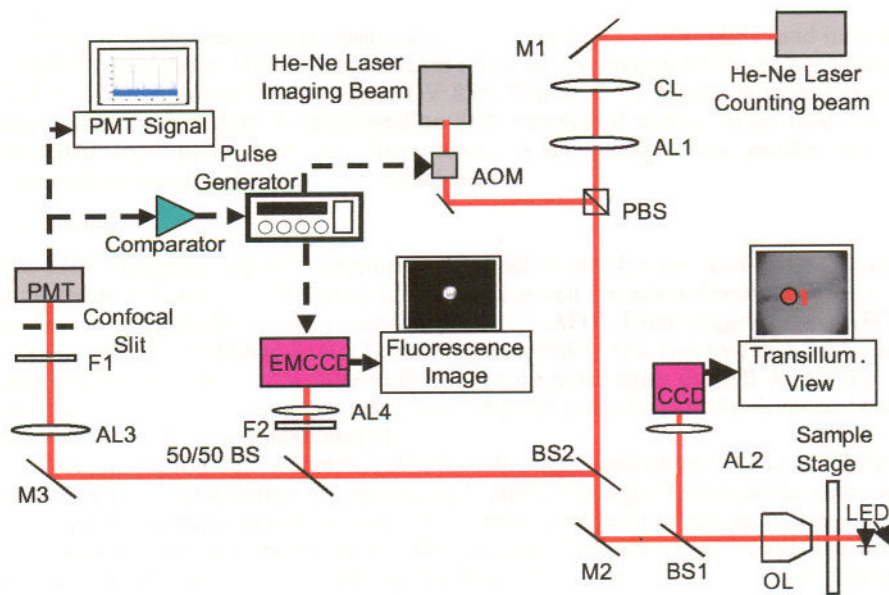 M1
He-Ne Laser
Imaging Beam
He-Ne Laser
Counting beam
CL
AL1
PMT Signal
Pulse
Generator
AOM
PBS
Comparator
PMT
Confocal
Slit
F1
EMCCD
Fluorescence
Image
Transillum.
View
CCD
AL4
F2
AL3
AL2
Sample
Stage
50/50 BS
BS2
M3
LED
M2
BS1
OL